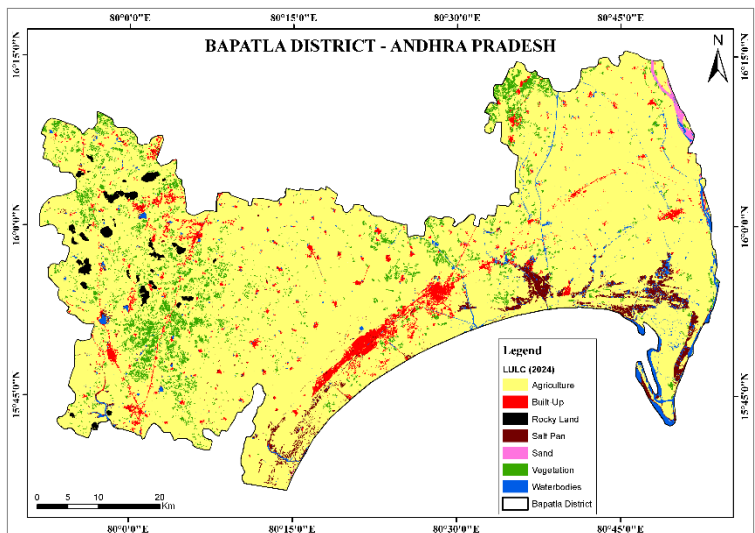 80°0'0"E 80°15'0"E 80°30'0"E 80°45'0"E
BAPATLA DISTRICT - ANDHRA PRADESH
N
16°15'0"N
16°15'0"N
16°0'0"N
16°0'0"N
15°45'0"N
15°45'0"N
Legend
LULC (2024)
Agriculture
Built-Up
Rocky Land
Salt Pan
Sand
Vegetation
Waterbodies
Bapatla District
0 5 10 20
Km
80°0'0"E 80°15'0"E 80°30'0"E 80°45'0"E